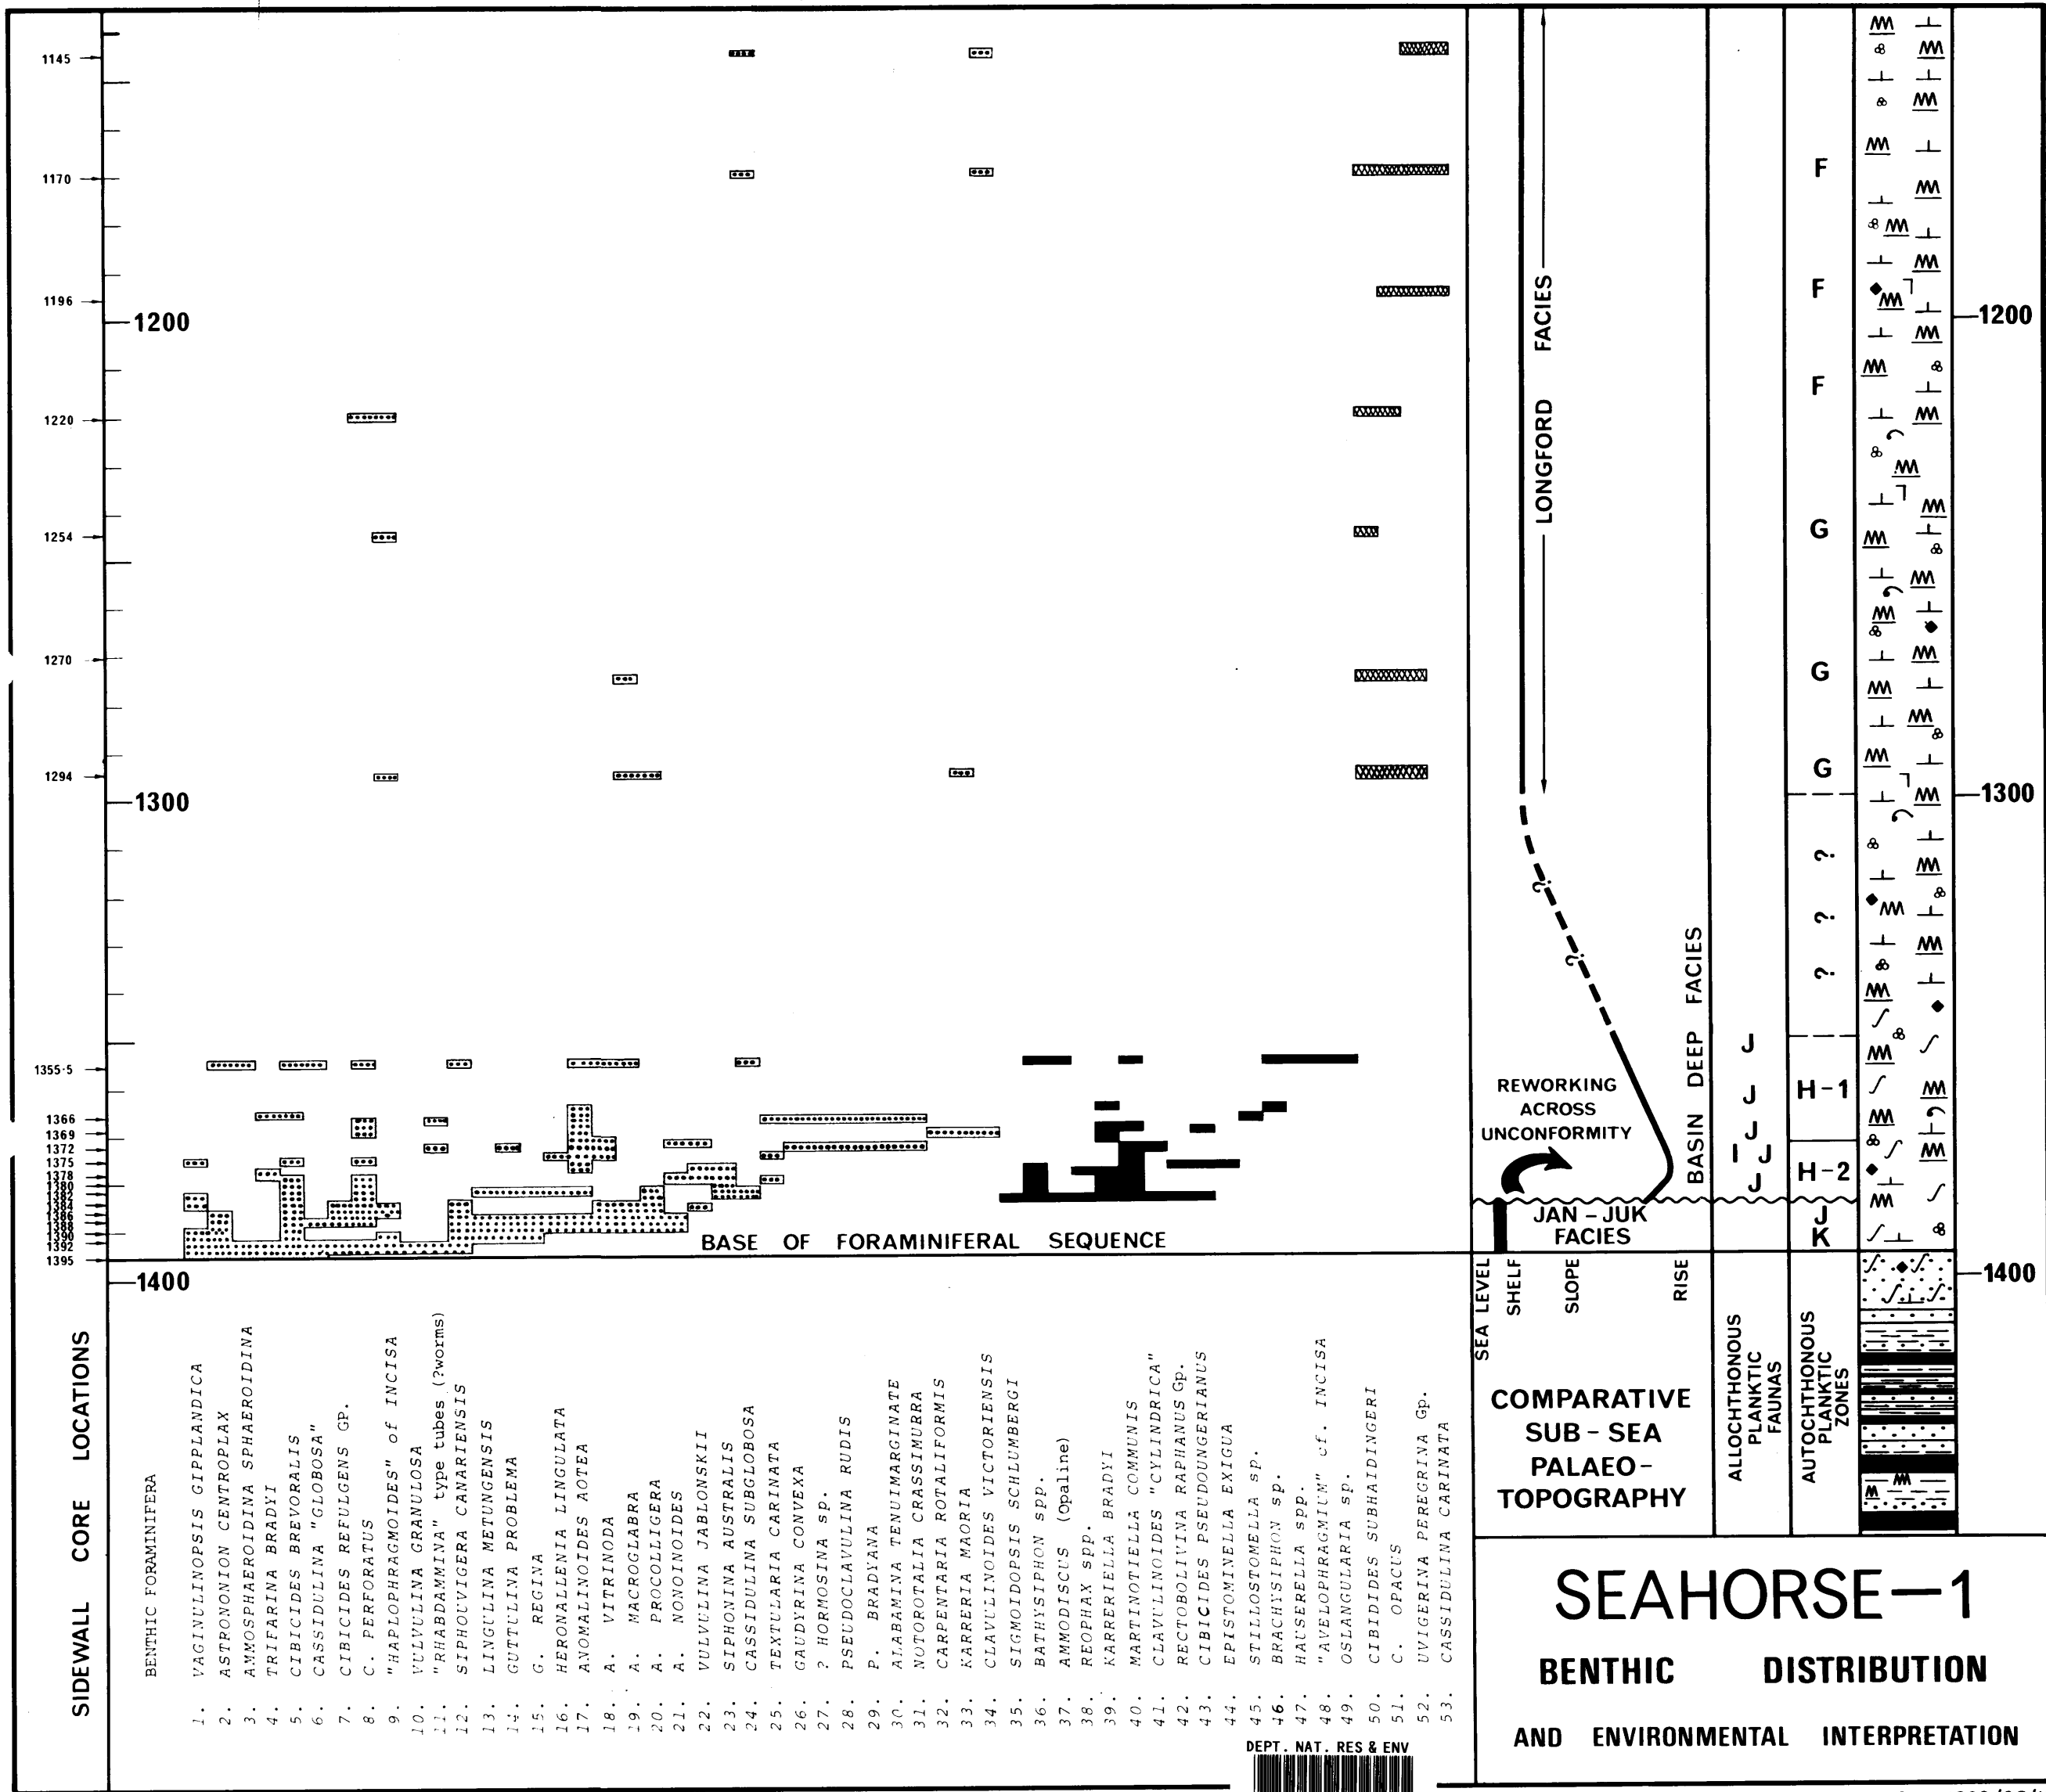 1145
1170
1196
1220
1254
1270
1294
1355·5
1366
1369
1372
1375
1378
1380
1382
1384
1386
1388
1390
1392
1395
1200
1300
1400
BASE OF FORAMINIFERAL SEQUENCE
SIDEWALL CORE LOCATIONS
BENTHIC FORAMINIFERA
1. VAGINULINOPSIS GIPPLANDICA
2. ASTRONONION CENTROPLAX
3. AMMOSPHAEROIDINA SPHAEROIDINA
4. TRIFARINA BRADYI
5. CIBICIDES BREVORALIS
6. CASSIDULINA "GLOBOSA"
7. CIBICIDES REFULGENS GP.
8. C. PERFORATUS
9. "HAPLOPHRAGMOIDES" of INCISA
10. VULVULINA GRANULOSA
11. "RHABDAMMINA" type tubes (?worms)
12. SIPHOUVIGERA CANARIENSIS
13. LINGULINA METUNGENSIS
14. GUTTULINA PROBLEMA
15. G. REGINA
16. HERONALLENIA LINGULATA
17. ANOMALINOIDES AOTEA
18. A. VITRINODA
19. A. MACROGLABRA
20. A. PROCOLLIGERA
21. A. NONOINOIDES
22. VULVULINA JABLONSKII
23. SIPHONINA AUSTRALIS
24. CASSIDULINA SUBGLOBOSA
25. TEXTULARIA CARINATA
26. GAUDYRINA CONVEXA
27. ? HORMOSINA sp.
28. PSEUDOCLAVULINA RUDIS
29. P. BRADYANA
30. ALABAMINA TENUIMARGINATE
31. NOTOROTALIA CRASSIMURRA
32. CARPENTARIA ROTALIFORMIS
33. KARRERIA MAORIA
34. CLAVULINOIDES VICTORIENSIS
35. SIGMOIDOPSIS SCHLUMBERGI
36. BATHYSIPHON spp.
37. AMMODISCUS (Opaline)
38. REOPHAX spp.
39. KARRERIELLA BRADYI
40. MARTINOTIELLA COMMUNIS
41. CLAVULINOIDES "CYLINDRICA"
42. RECTOBOLIVINA RAPHANUS Gp.
43. CIBICIDES PSEUDOUNGERIANUS
44. EPISTOMINELLA EXIGUA
45. STILLOSTOMELLA sp.
46. BRACHYSIPHON sp.
47. HAUSERELLA spp.
48. "AVELOPHRAGMIUM" cf. INCISA
49. OSLANGULARIA sp.
50. CIBIDIDES SUBHAIDINGERI
51. C. OPACUS
52. UVIGERINA PEREGRINA Gp.
53. CASSIDULINA CARINATA
LONGFORD FACIES
?
?
BASIN DEEP FACIES
REWORKING
ACROSS
UNCONFORMITY
JAN – JUK
FACIES
SEA LEVEL
SHELF
SLOPE
RISE
COMPARATIVE
SUB – SEA
PALAEO –
TOPOGRAPHY
J
J
J
I J
J
ALLOCHTHONOUS
PLANKTIC
FAUNAS
F
F
F
G
G
G
?
?
?
H–1
H–2
J
K
AUTOCHTHONOUS
PLANKTIC
ZONES
1200
1300
1400
SEAHORSE–1
BENTHIC DISTRIBUTION
AND ENVIRONMENTAL INTERPRETATION
DEPT. NAT. RES & ENV